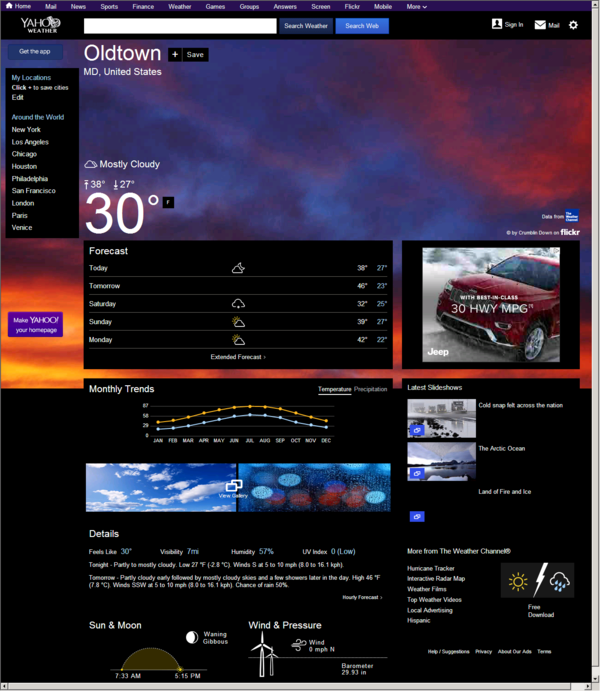 Home Mail News Sports Finance Weather Games Groups Answers Screen Flickr Mobile More
YAHOO!
WEATHER
Search Weather Search Web Sign In Mail
Get the app
Oldtown + Save
MD, United States
My Locations
Click + to save cities
Edit
Around the World
New York
Los Angeles
Chicago
Houston
Philadelphia
San Francisco
London
Paris
Venice
Mostly Cloudy
38° 27°
30° F
Data from The Weather Channel
© by Crumblin Down on flickr
Forecast
Today 38° 27°
Tomorrow 46° 23°
Saturday 32° 25°
Sunday 39° 27°
Monday 42° 22°
Extended Forecast >
WITH BEST-IN-CLASS
30 HWY MPG
Jeep
Make YAHOO!
your homepage
Monthly Trends Temperature Precipitation
87
58
29
0
JAN FEB MAR APR MAY JUN JUL AUG SEP OCT NOV DEC
Latest Slideshows
Cold snap felt across the nation
The Arctic Ocean
Land of Fire and Ice
View Gallery
Details
Feels Like 30° Visibility 7mi Humidity 57% UV Index 0 (Low)
Tonight - Partly to mostly cloudy. Low 27 °F (-2.8 °C). Winds S at 5 to 10 mph (8.0 to 16.1 kph).
Tomorrow - Partly cloudy early followed by mostly cloudy skies and a few showers later in the day. High 46 °F
(7.8 °C). Winds SSW at 5 to 10 mph (8.0 to 16.1 kph). Chance of rain 50%.
Hourly Forecast >
More from The Weather Channel®
Hurricane Tracker
Interactive Radar Map
Weather Films
Top Weather Videos
Local Advertising
Hispanic
Free
Download
Sun & Moon
Waning
Gibbous
7:33 AM 5:15 PM
Wind & Pressure
Wind
0 mph N
Barometer
29.93 in
Help / Suggestions Privacy About Our Ads Terms